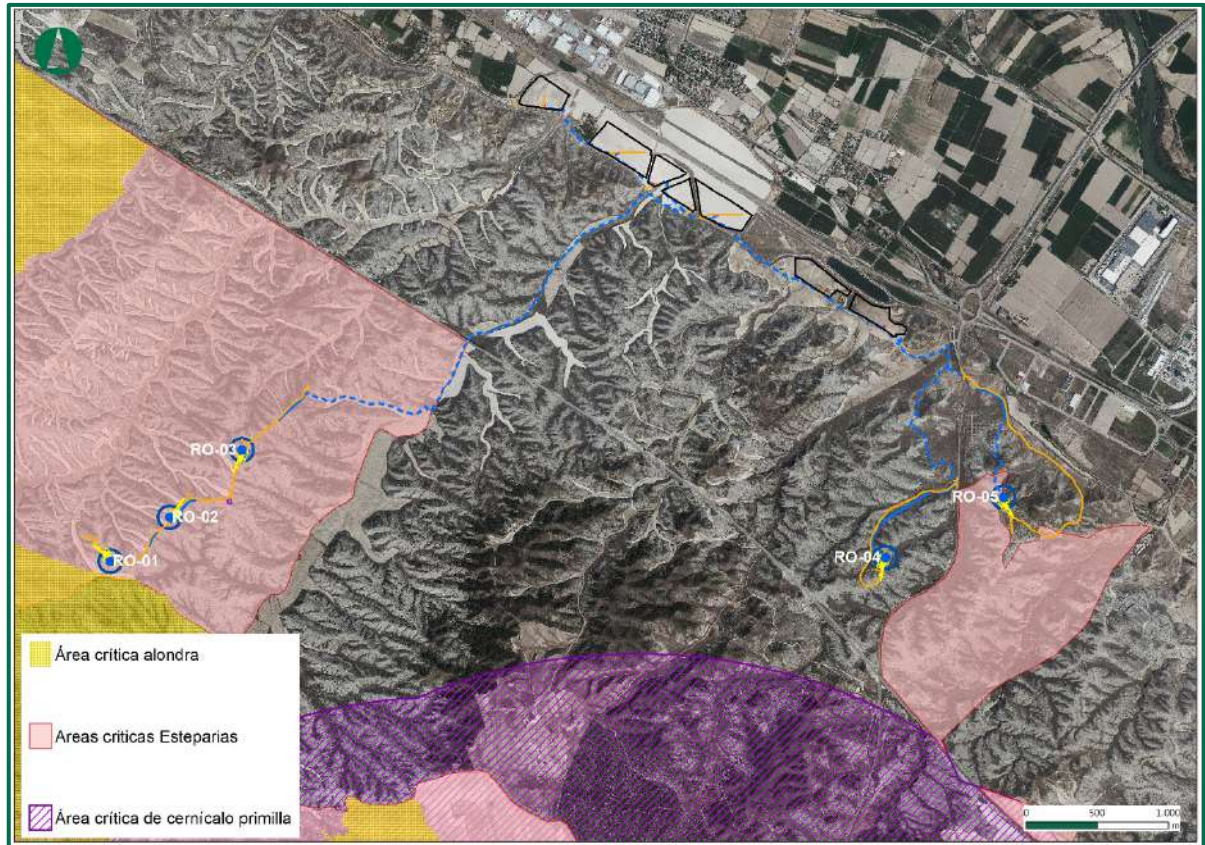 RO-03
RO-02
RO-01
RO-05
RO-04
Área crítica alondra
Areas criticas Esteparias
Área crítica de cernícalo primilla
0 500 1.000
m